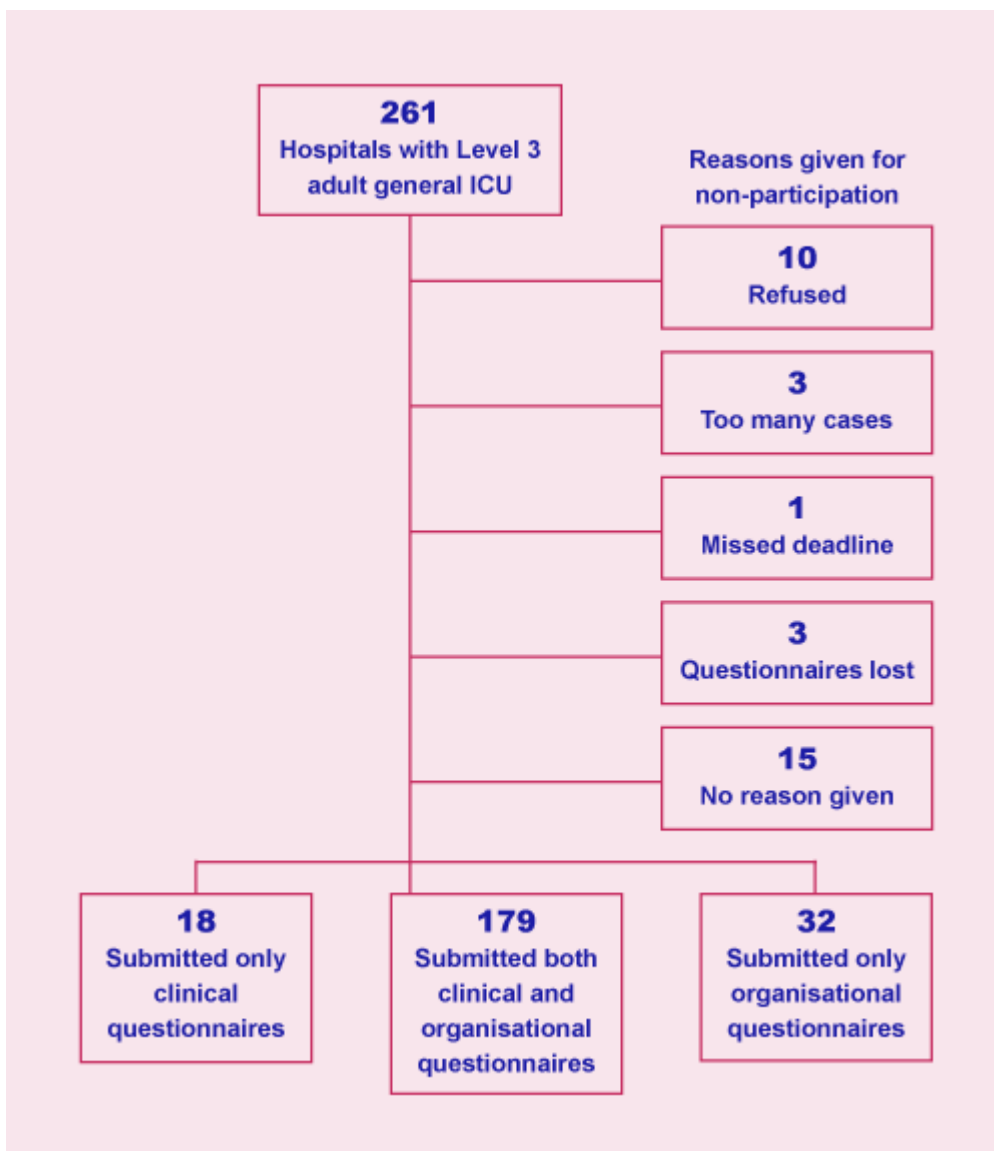 261
Hospitals with Level 3
adult general ICU
Reasons given for
non-participation
10
Refused
3
Too many cases
1
Missed deadline
3
Questionnaires lost
15
No reason given
18
Submitted only
clinical
questionnaires
179
Submitted both
clinical and
organisational
questionnaires
32
Submitted only
organisational
questionnaires